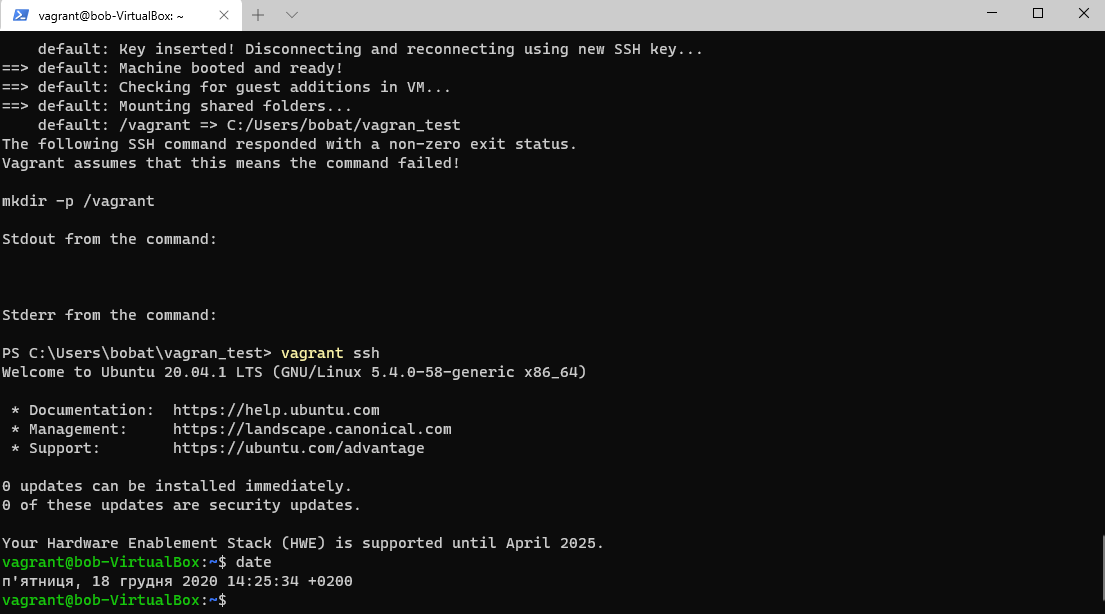 vagrant@bob-VirtualBox: ~
default: Key inserted! Disconnecting and reconnecting using new SSH key...
==> default: Machine booted and ready!
==> default: Checking for guest additions in VM...
==> default: Mounting shared folders...
default: /vagrant => C:/Users/bobat/vagran_test
The following SSH command responded with a non-zero exit status.
Vagrant assumes that this means the command failed!
mkdir -p /vagrant
Stdout from the command:
Stderr from the command:
PS C:\Users\bobat\vagran_test> vagrant ssh
Welcome to Ubuntu 20.04.1 LTS (GNU/Linux 5.4.0-58-generic x86_64)
* Documentation:  https://help.ubuntu.com
* Management:     https://landscape.canonical.com
* Support:        https://ubuntu.com/advantage
0 updates can be installed immediately.
0 of these updates are security updates.
Your Hardware Enablement Stack (HWE) is supported until April 2025.
vagrant@bob-VirtualBox:~$ date
п'ятниця, 18 грудня 2020 14:25:34 +0200
vagrant@bob-VirtualBox:~$